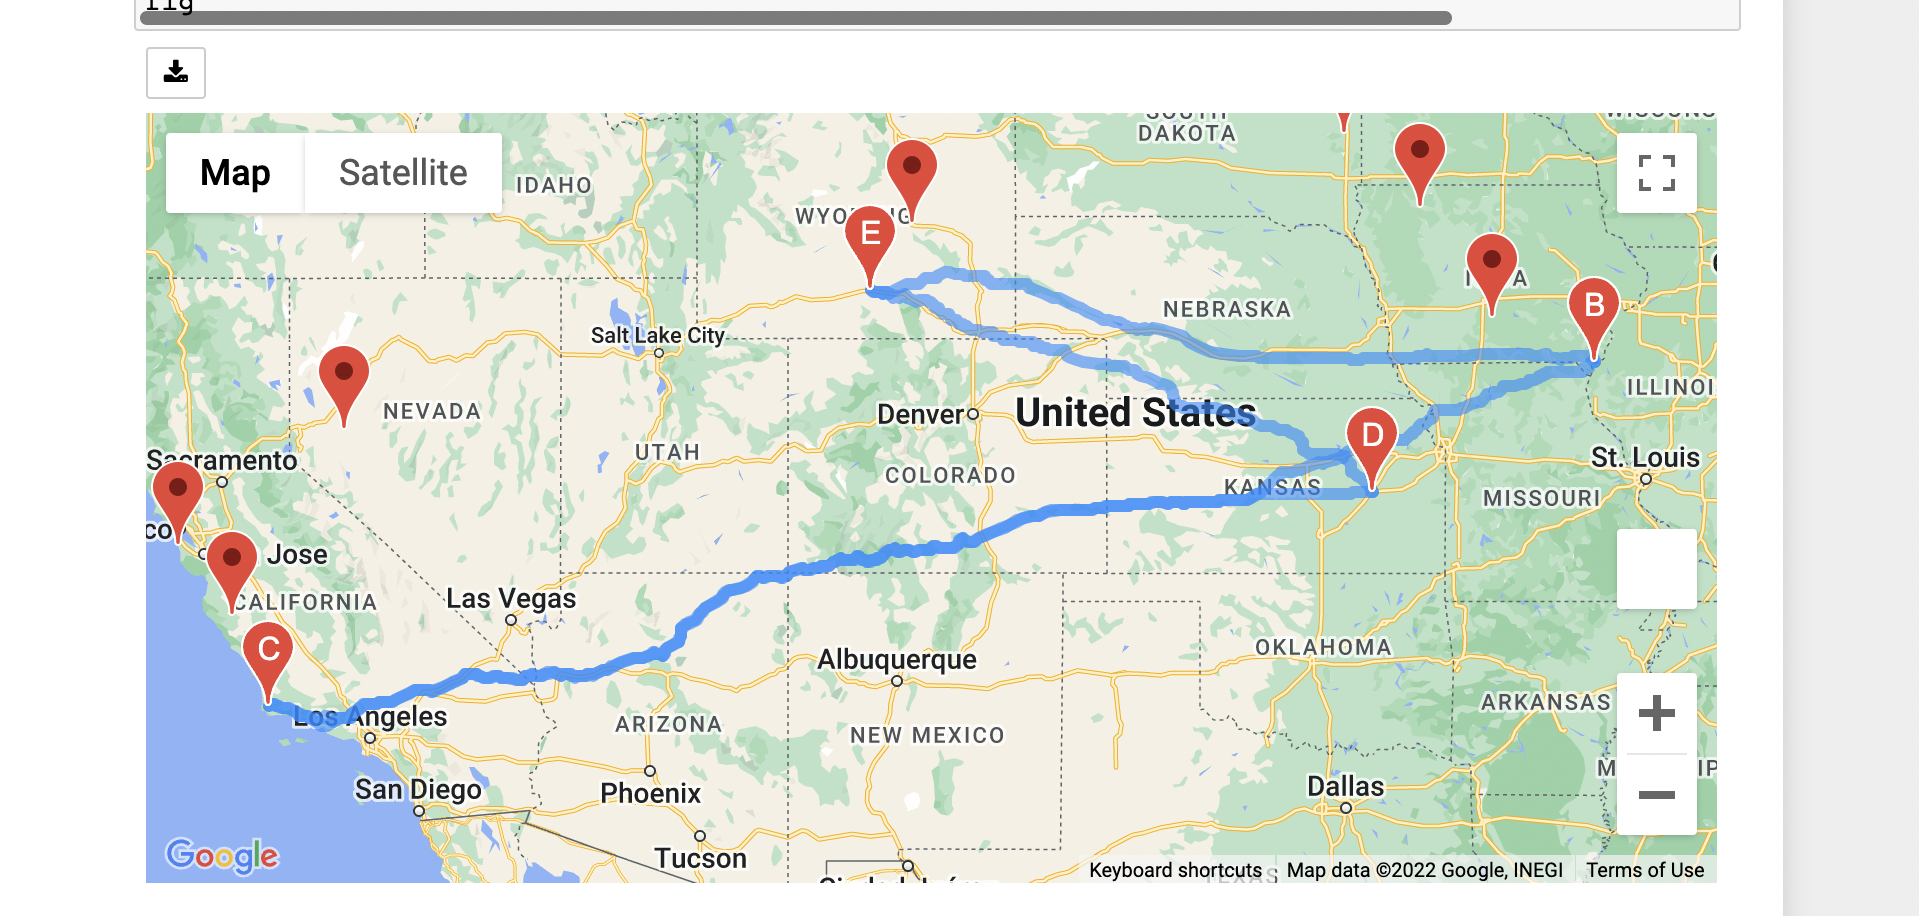 fig
Map
Satellite
SOUTH
DAKOTA
IDAHO
E
NEBRASKA
B
Salt Lake City
NEVADA
ILLINOI
Denver
United States
D
UTAH
COLORADO
KANSAS
St. Louis
MISSOURI
Sacramento
co
Jose
CALIFORNIA
Las Vegas
C
Albuquerque
OKLAHOMA
Los Angeles
ARIZONA
NEW MEXICO
ARKANSAS
San Diego
Phoenix
Dallas
Tucson
Google
Keyboard shortcuts
Map data ©2022 Google, INEGI
Terms of Use
TEXAS